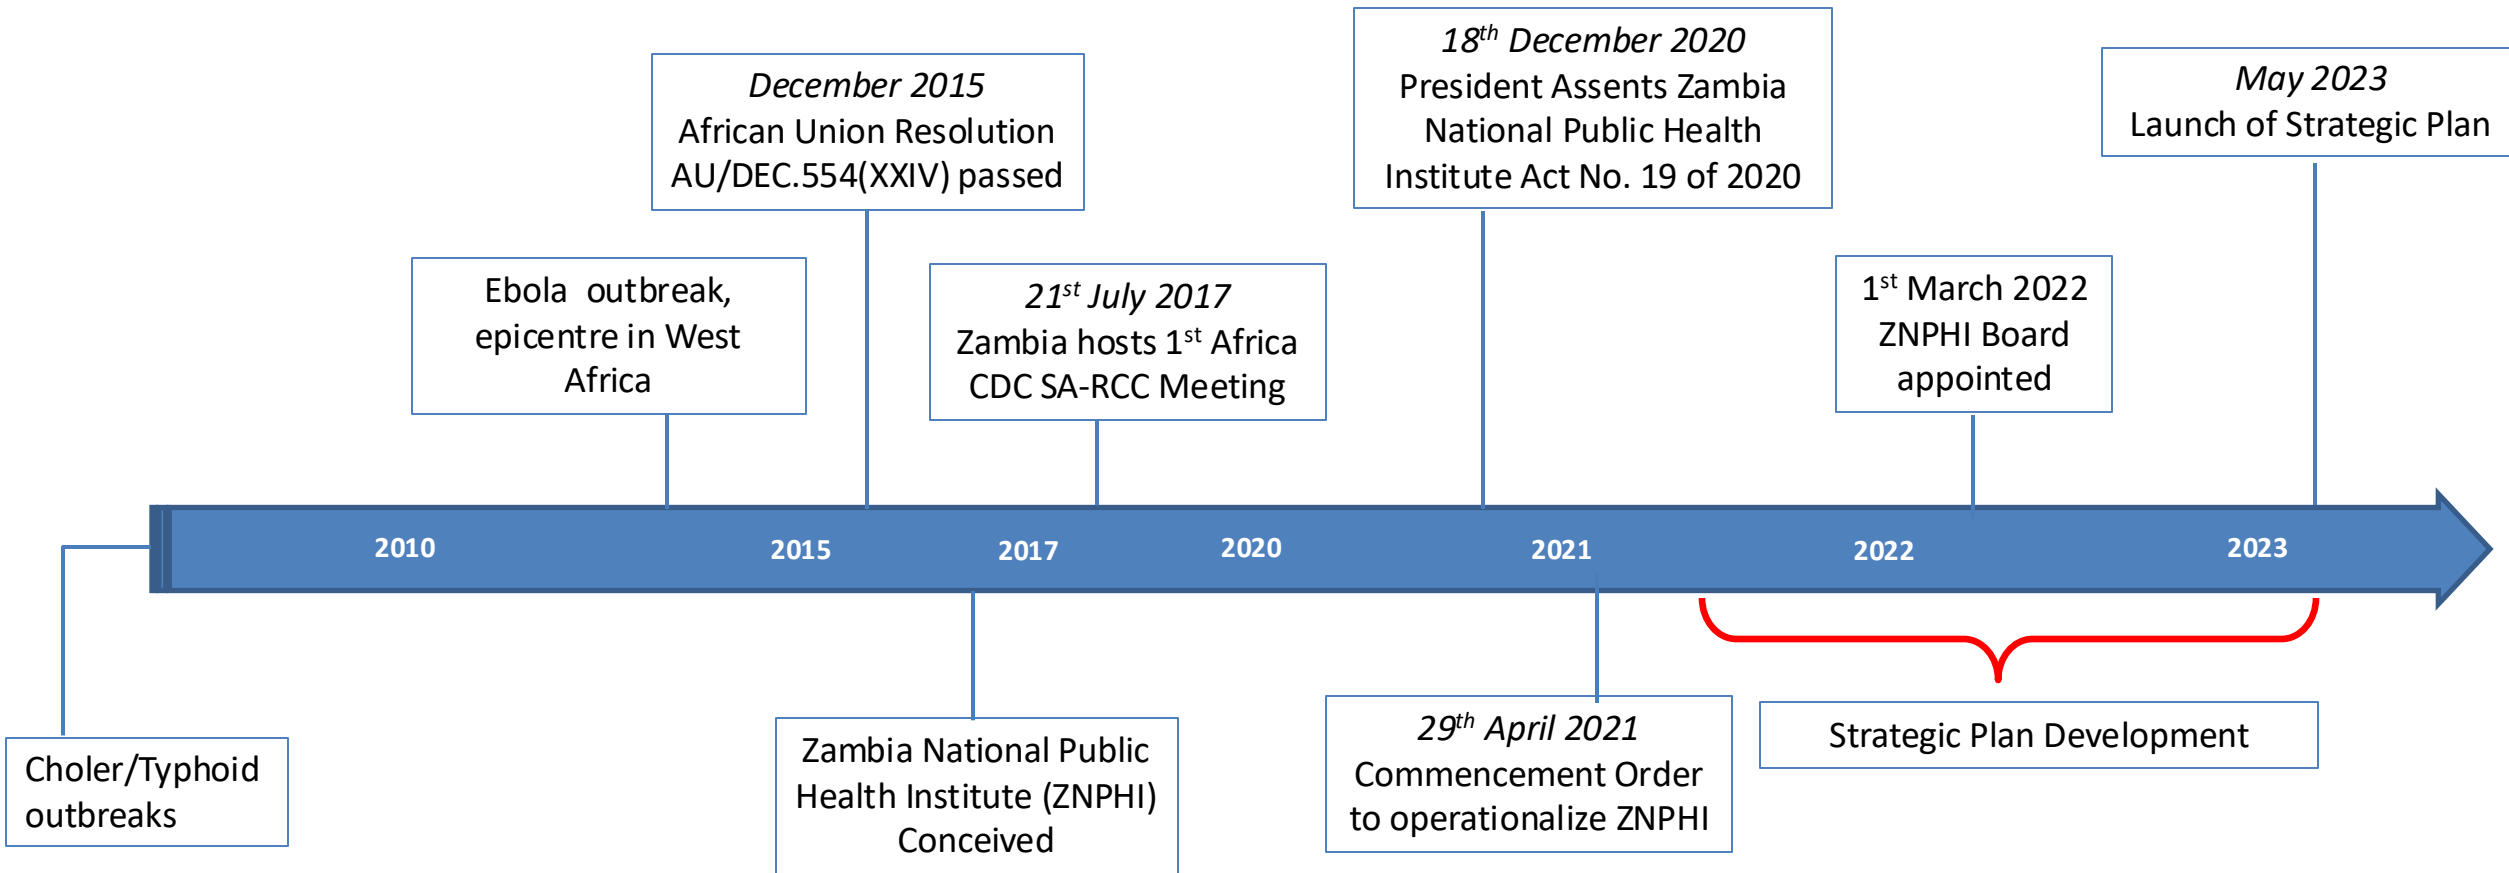 18th December 2020
President Assents Zambia
National Public Health
Institute Act No. 19 of 2020
December 2015
African Union Resolution
AU/DEC.554(XXIV) passed
May 2023
Launch of Strategic Plan
Ebola outbreak,
epicentre in West
Africa
21st July 2017
Zambia hosts 1st Africa
CDC SA-RCC Meeting
1st March 2022
ZNPHI Board
appointed
2010
2015
2017
2020
2021
2022
2023
Choler/Typhoid
outbreaks
Zambia National Public
Health Institute (ZNPHI)
Conceived
29th April 2021
Commencement Order
to operationalize ZNPHI
Strategic Plan Development